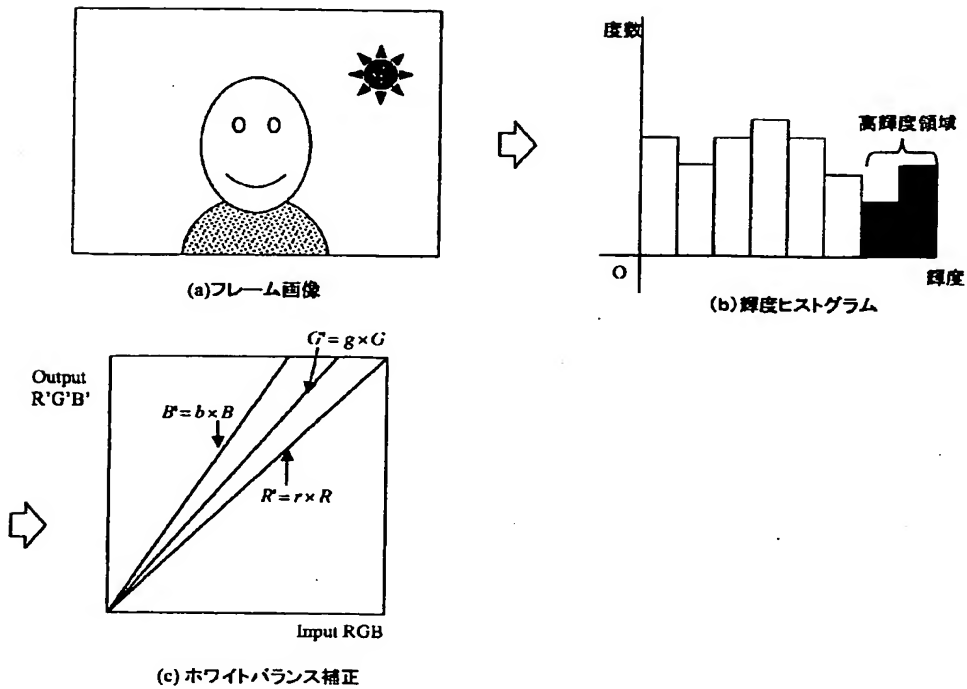 (a)フレーム画像
度数
高輝度領域
O
輝度
(b)輝度ヒストグラム
Output
R'G'B'
G'=g×G
B'=b×B
R'=r×R
Input RGB
(c) ホワイトバランス補正